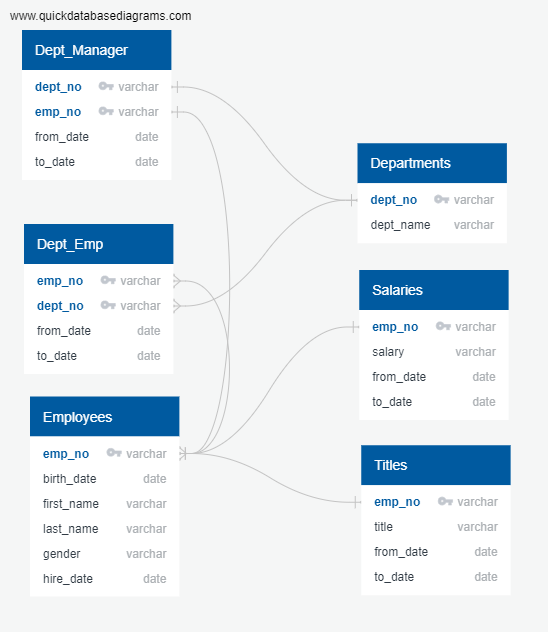 www.quickdatabasediagrams.com
Dept_Manager
dept_no varchar
emp_no varchar
from_date date
to_date date
Departments
dept_no varchar
dept_name varchar
Dept_Emp
emp_no varchar
dept_no varchar
from_date date
to_date date
Salaries
emp_no varchar
salary varchar
from_date date
to_date date
Employees
emp_no varchar
birth_date date
first_name varchar
last_name varchar
gender varchar
hire_date date
Titles
emp_no varchar
title varchar
from_date date
to_date date